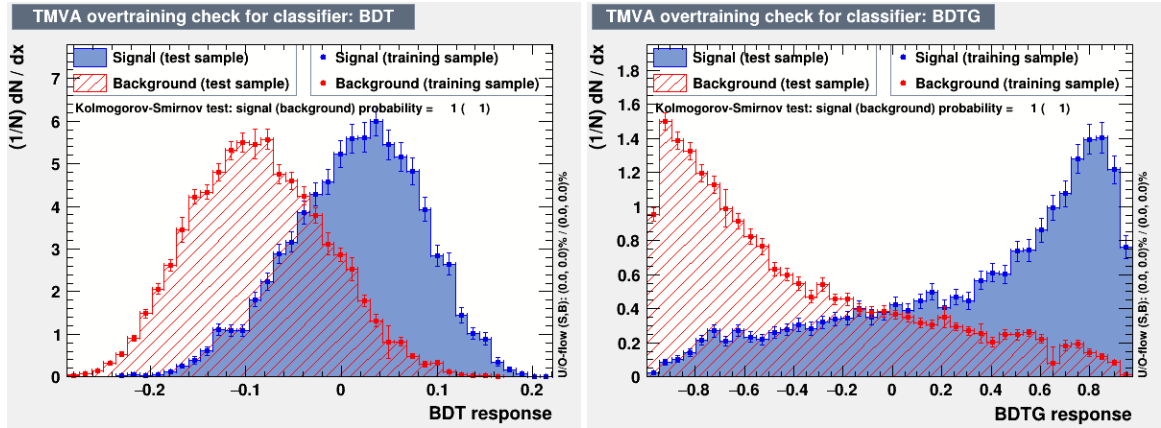 TMVA overtraining check for classifier: BDT
(1/N) dN / dx
Signal (test sample)
Background (test sample)
Signal (training sample)
Background (training sample)
Kolmogorov-Smirnov test: signal (background) probability = 1 ( 1)
7
6
5
4
3
2
1
0
−0.2
−0.1
0
0.1
0.2
BDT response
U/O-flow (S,B): (0.0, 0.0)% / (0.0, 0.0)%
TMVA overtraining check for classifier: BDTG
(1/N) dN / dx
Signal (test sample)
Background (test sample)
Signal (training sample)
Background (training sample)
Kolmogorov-Smirnov test: signal (background) probability = 1 ( 1)
1.8
1.6
1.4
1.2
1
0.8
0.6
0.4
0.2
0
−0.8
−0.6
−0.4
−0.2
0
0.2
0.4
0.6
0.8
BDTG response
U/O-flow (S,B): (0.0, 0.0)% / (0.0, 0.0)%